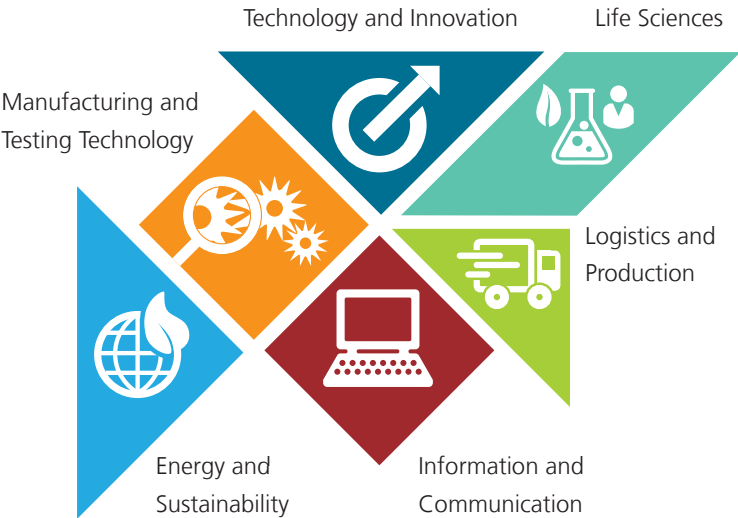 Technology and Innovation
Life Sciences
Manufacturing and
Testing Technology
Logistics and
Production
Energy and
Sustainability
Information and
Communication